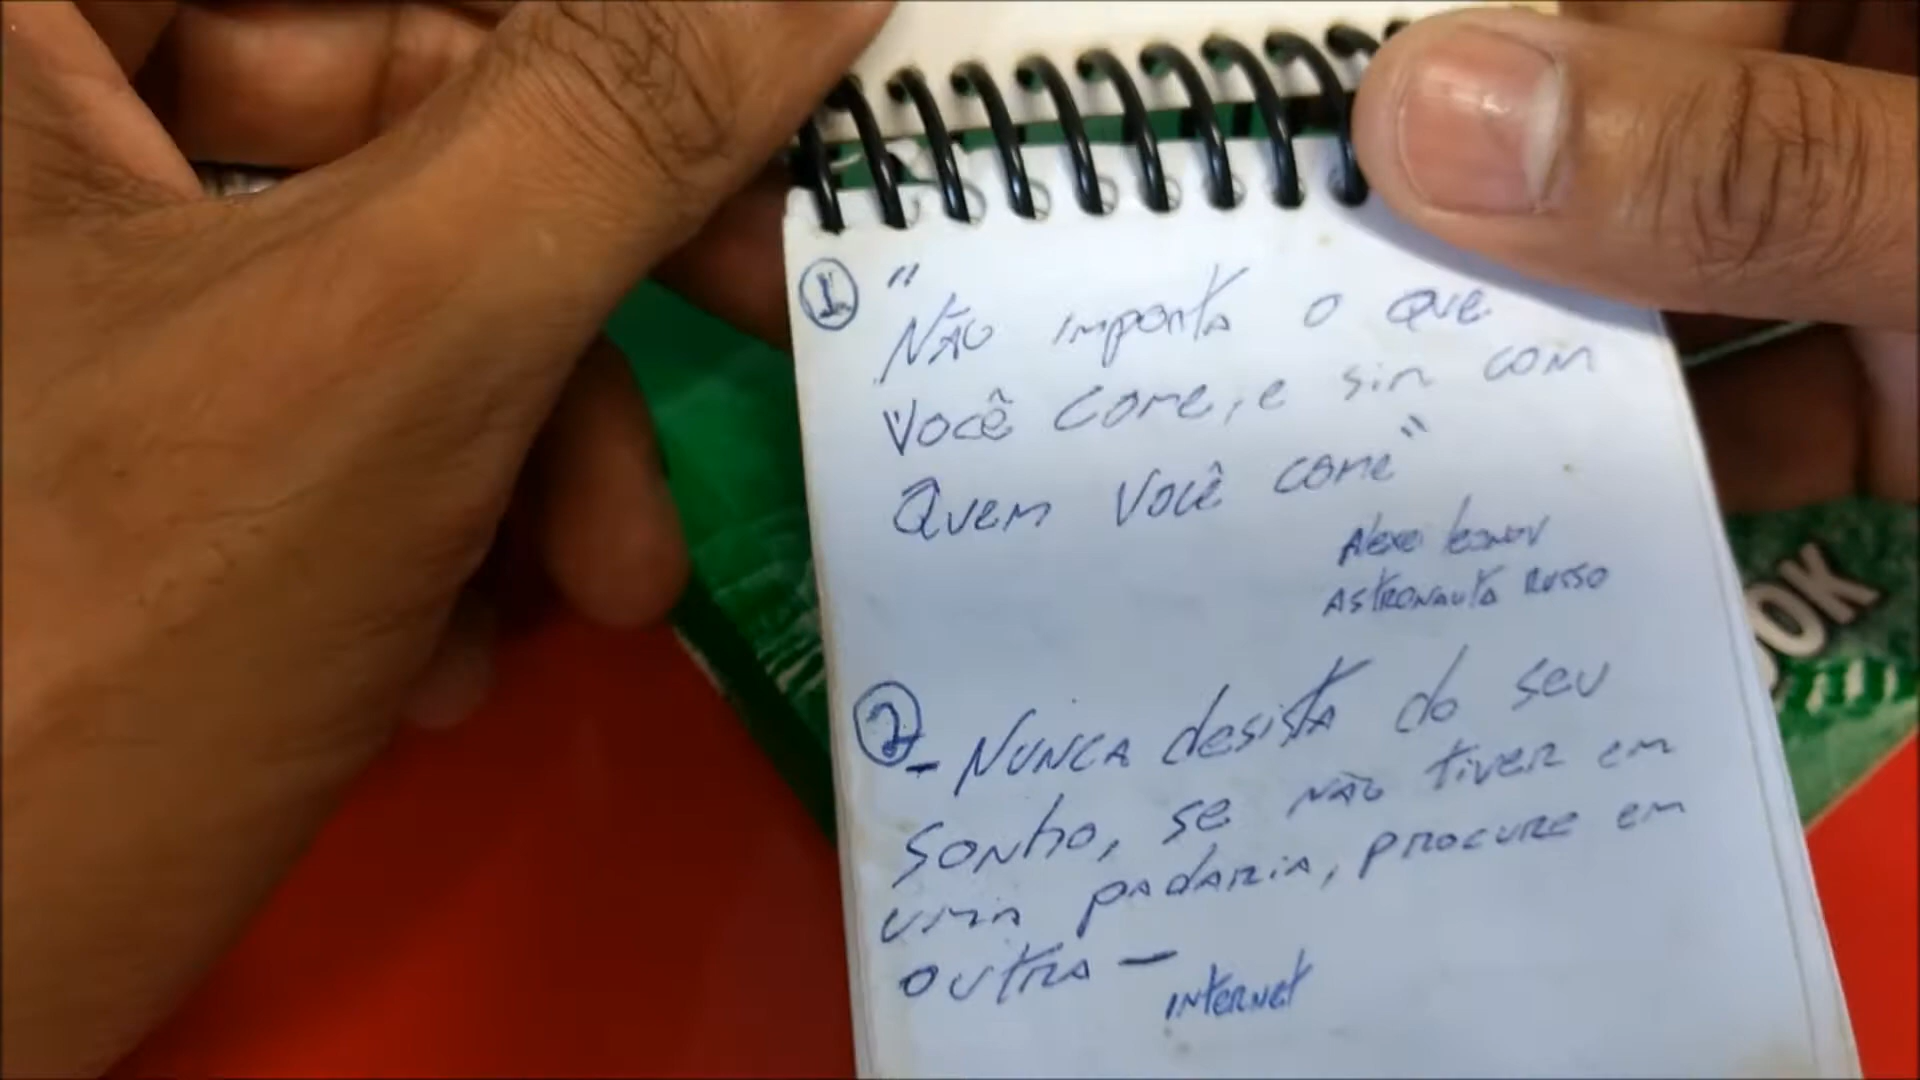 ① "
Não importa o que
Você come, e sim com
Quem Você come"
Alexei Leonov
Astronauta Russo
② - Nunca desista do seu
sonho, se não tiver em
uma padaria, procure em
outra -
internet
OK